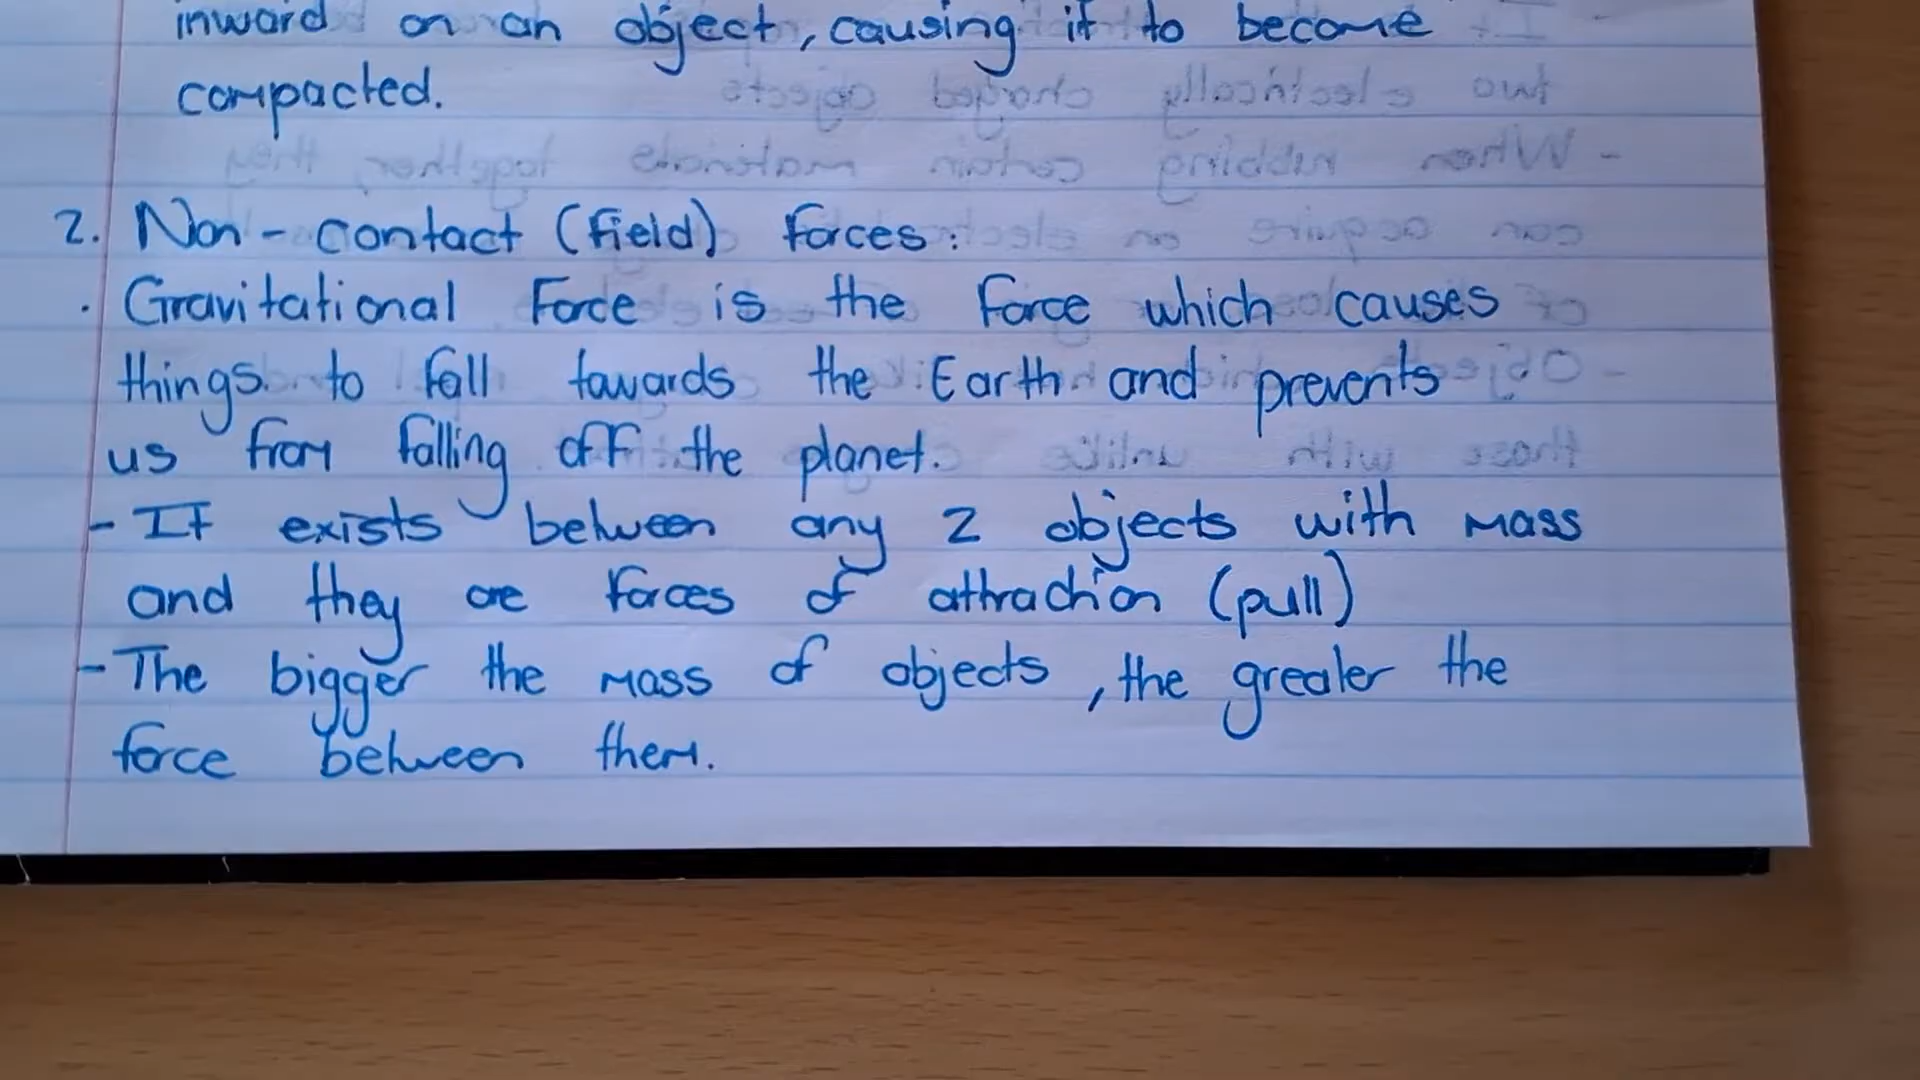 inward on an object, causing it to become
compacted.
2. Non-contact (field) forces:
. Gravitational Force is the force which causes
things to fall towards the Earth and prevents
us from falling off the planet.
- It exists between any 2 objects with mass
and they are forces of attraction (pull)
- The bigger the mass of objects, the greater the
force between them.